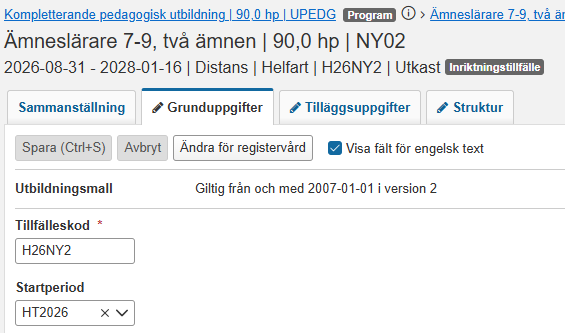 Kompletterande pedagogisk utbildning | 90,0 hp | UPEDG Program > Ämneslärare 7-9, två
Ämneslärare 7-9, två ämnen | 90,0 hp | NY02
2026-08-31 - 2028-01-16 | Distans | Helfart | H26NY2 | Utkast Inriktningstillfälle
Sammanställning Grunduppgifter Tilläggsuppgifter Struktur
Spara (Ctrl+S) Avbryt Ändra för registervård Visa fält för engelsk text
Utbildningsmall Giltig från och med 2007-01-01 i version 2
Tillfälleskod *
H26NY2
Startperiod
HT2026